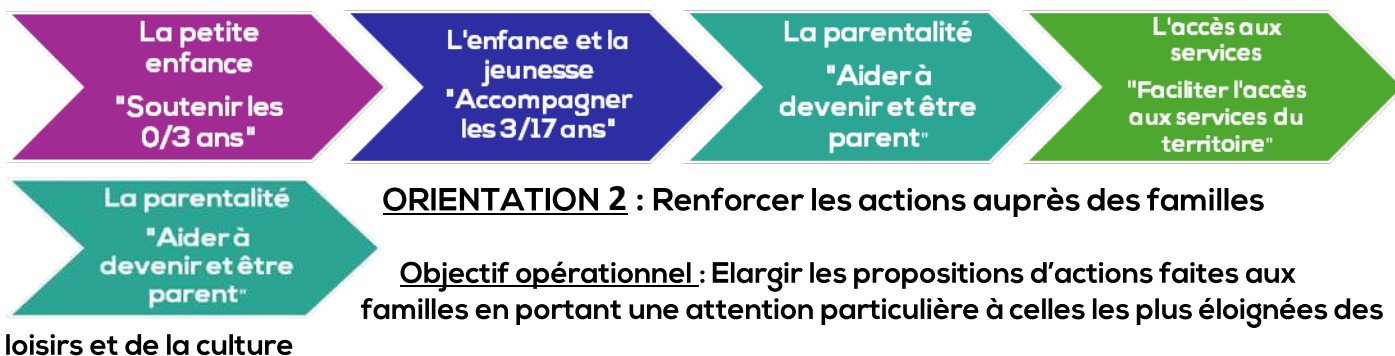 La petite
enfance
"Soutenir les
0/3 ans"
L'enfance et la
jeunesse
"Accompagner
les 3/17 ans"
La parentalité
"Aider à
devenir et être
parent"
L'accès aux
services
"Faciliter l'accès
aux services du
territoire"
La parentalité
"Aider à
devenir et être
parent"
ORIENTATION 2 : Renforcer les actions auprès des familles
Objectif opérationnel : Elargir les propositions d'actions faites aux
familles en portant une attention particulière à celles les plus éloignées des
loisirs et de la culture